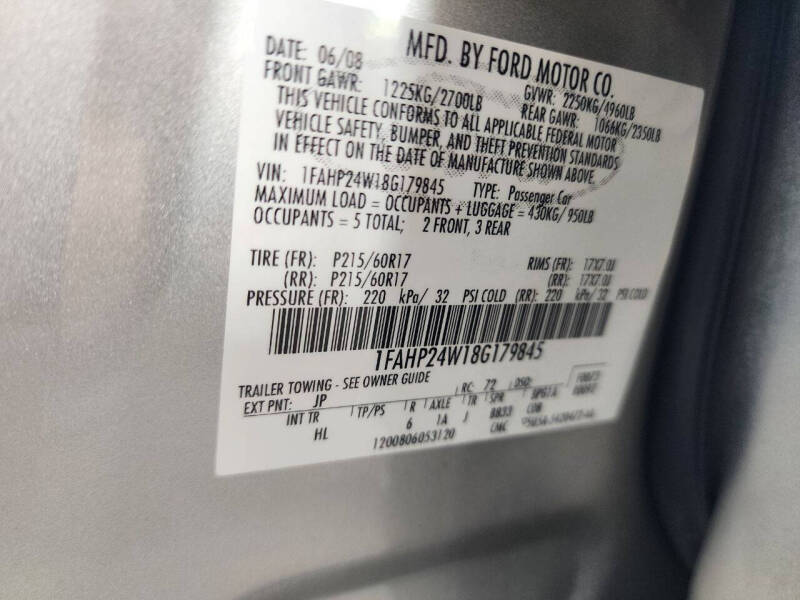 MFD. BY FORD MOTOR CO.
DATE: 06/08 GVWR: 2250KG/4960LB
FRONT GAWR: 1225KG/2700LB REAR GAWR: 1066KG/2350LB
THIS VEHICLE CONFORMS TO ALL APPLICABLE FEDERAL MOTOR
VEHICLE SAFETY, BUMPER, AND THEFT PREVENTION STANDARDS
IN EFFECT ON THE DATE OF MANUFACTURE SHOWN ABOVE.
VIN: 1FAHP24W18G179845 TYPE: Passenger Car
MAXIMUM LOAD = OCCUPANTS + LUGGAGE = 430KG/950LB
OCCUPANTS = 5 TOTAL; 2 FRONT, 3 REAR
TIRE (FR): P215/60R17 RIMS (FR): 17X7.0J
(RR): P215/60R17 (RR): 17X7.0J
PRESSURE (FR): 220 kPa/ 32 PSI COLD (RR): 220 kPa/ 32 PSI COLD
1FAHP24W18G179845
TRAILER TOWING - SEE OWNER GUIDE
EXT PNT: JP RC: 72 DSO:
INT TR TP/PS R AXLE TR SPR
HL 6 1A J BB33
1200806053120